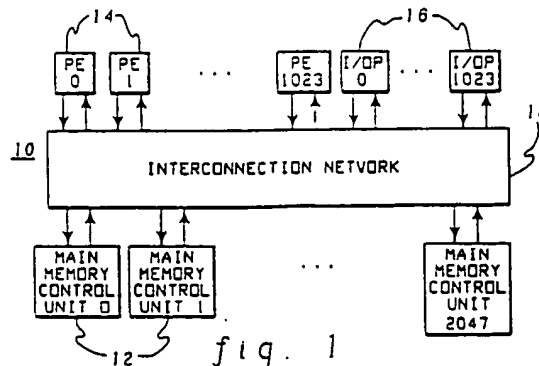 14
16
PE 0
PE 1
...
PE 1023
I/OP 0
...
I/OP 1023
10
INTERCONNECTION NETWORK
MAIN MEMORY CONTROL UNIT 0
MAIN MEMORY CONTROL UNIT 1
...
MAIN MEMORY CONTROL UNIT 2047
12
fig. 1